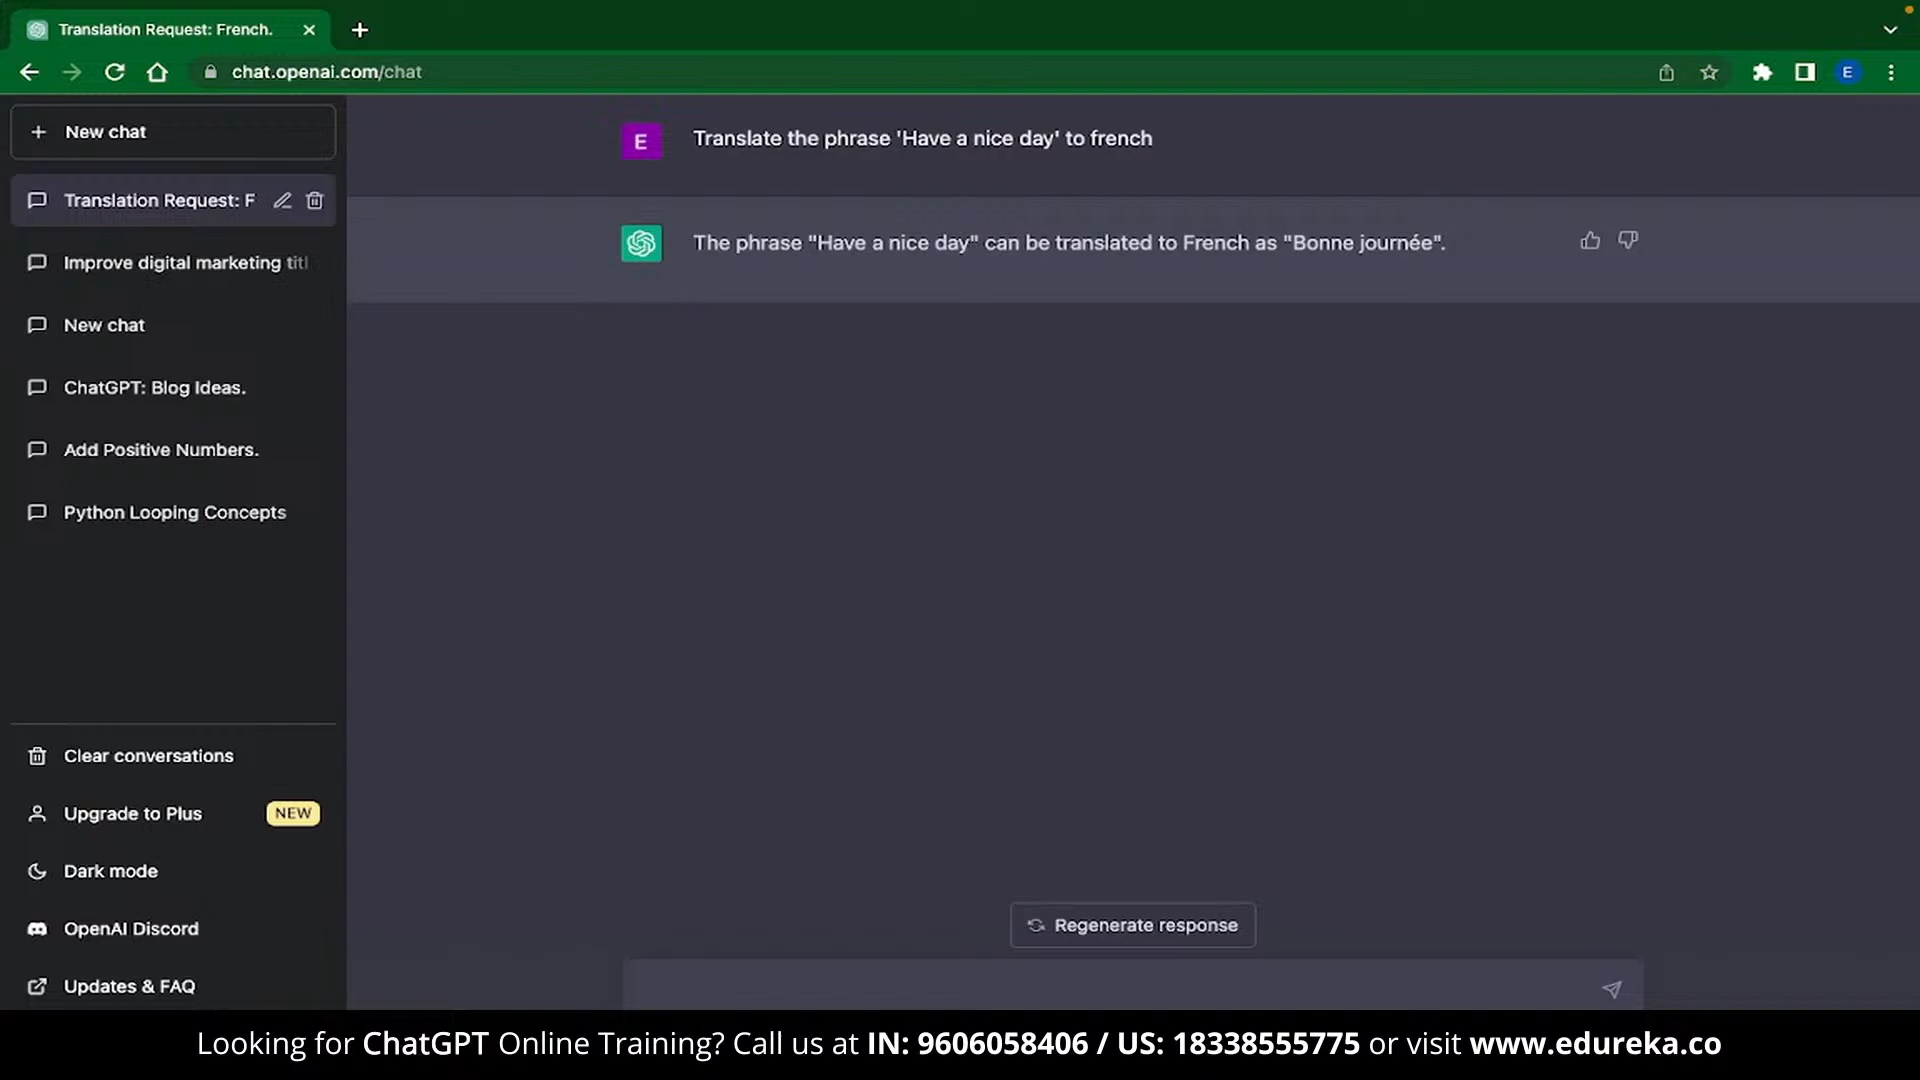 Translation Request: French.
chat.openai.com/chat
E
New chat
Translation Request: F
Improve digital marketing titl
New chat
ChatGPT: Blog Ideas.
Add Positive Numbers.
Python Looping Concepts
Clear conversations
Upgrade to Plus NEW
Dark mode
OpenAI Discord
Updates & FAQ
E Translate the phrase 'Have a nice day' to french
The phrase "Have a nice day" can be translated to French as "Bonne journée".
Regenerate response
Looking for ChatGPT Online Training? Call us at IN: 9606058406 / US: 18338555775 or visit www.edureka.co